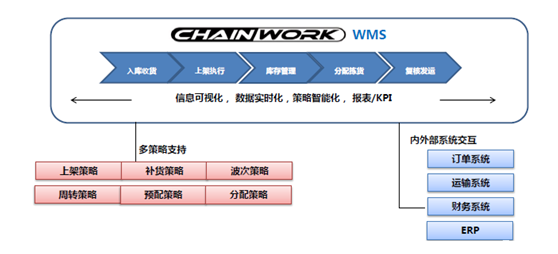 CHAINWORK WMS
入库收货 上架执行 库存管理 分配拣货 复核发运
信息可视化，数据实时化，策略智能化，报表/KPI
多策略支持
上架策略 补货策略 波次策略
周转策略 预配策略 分配策略
内外部系统交互
订单系统
运输系统
财务系统
ERP